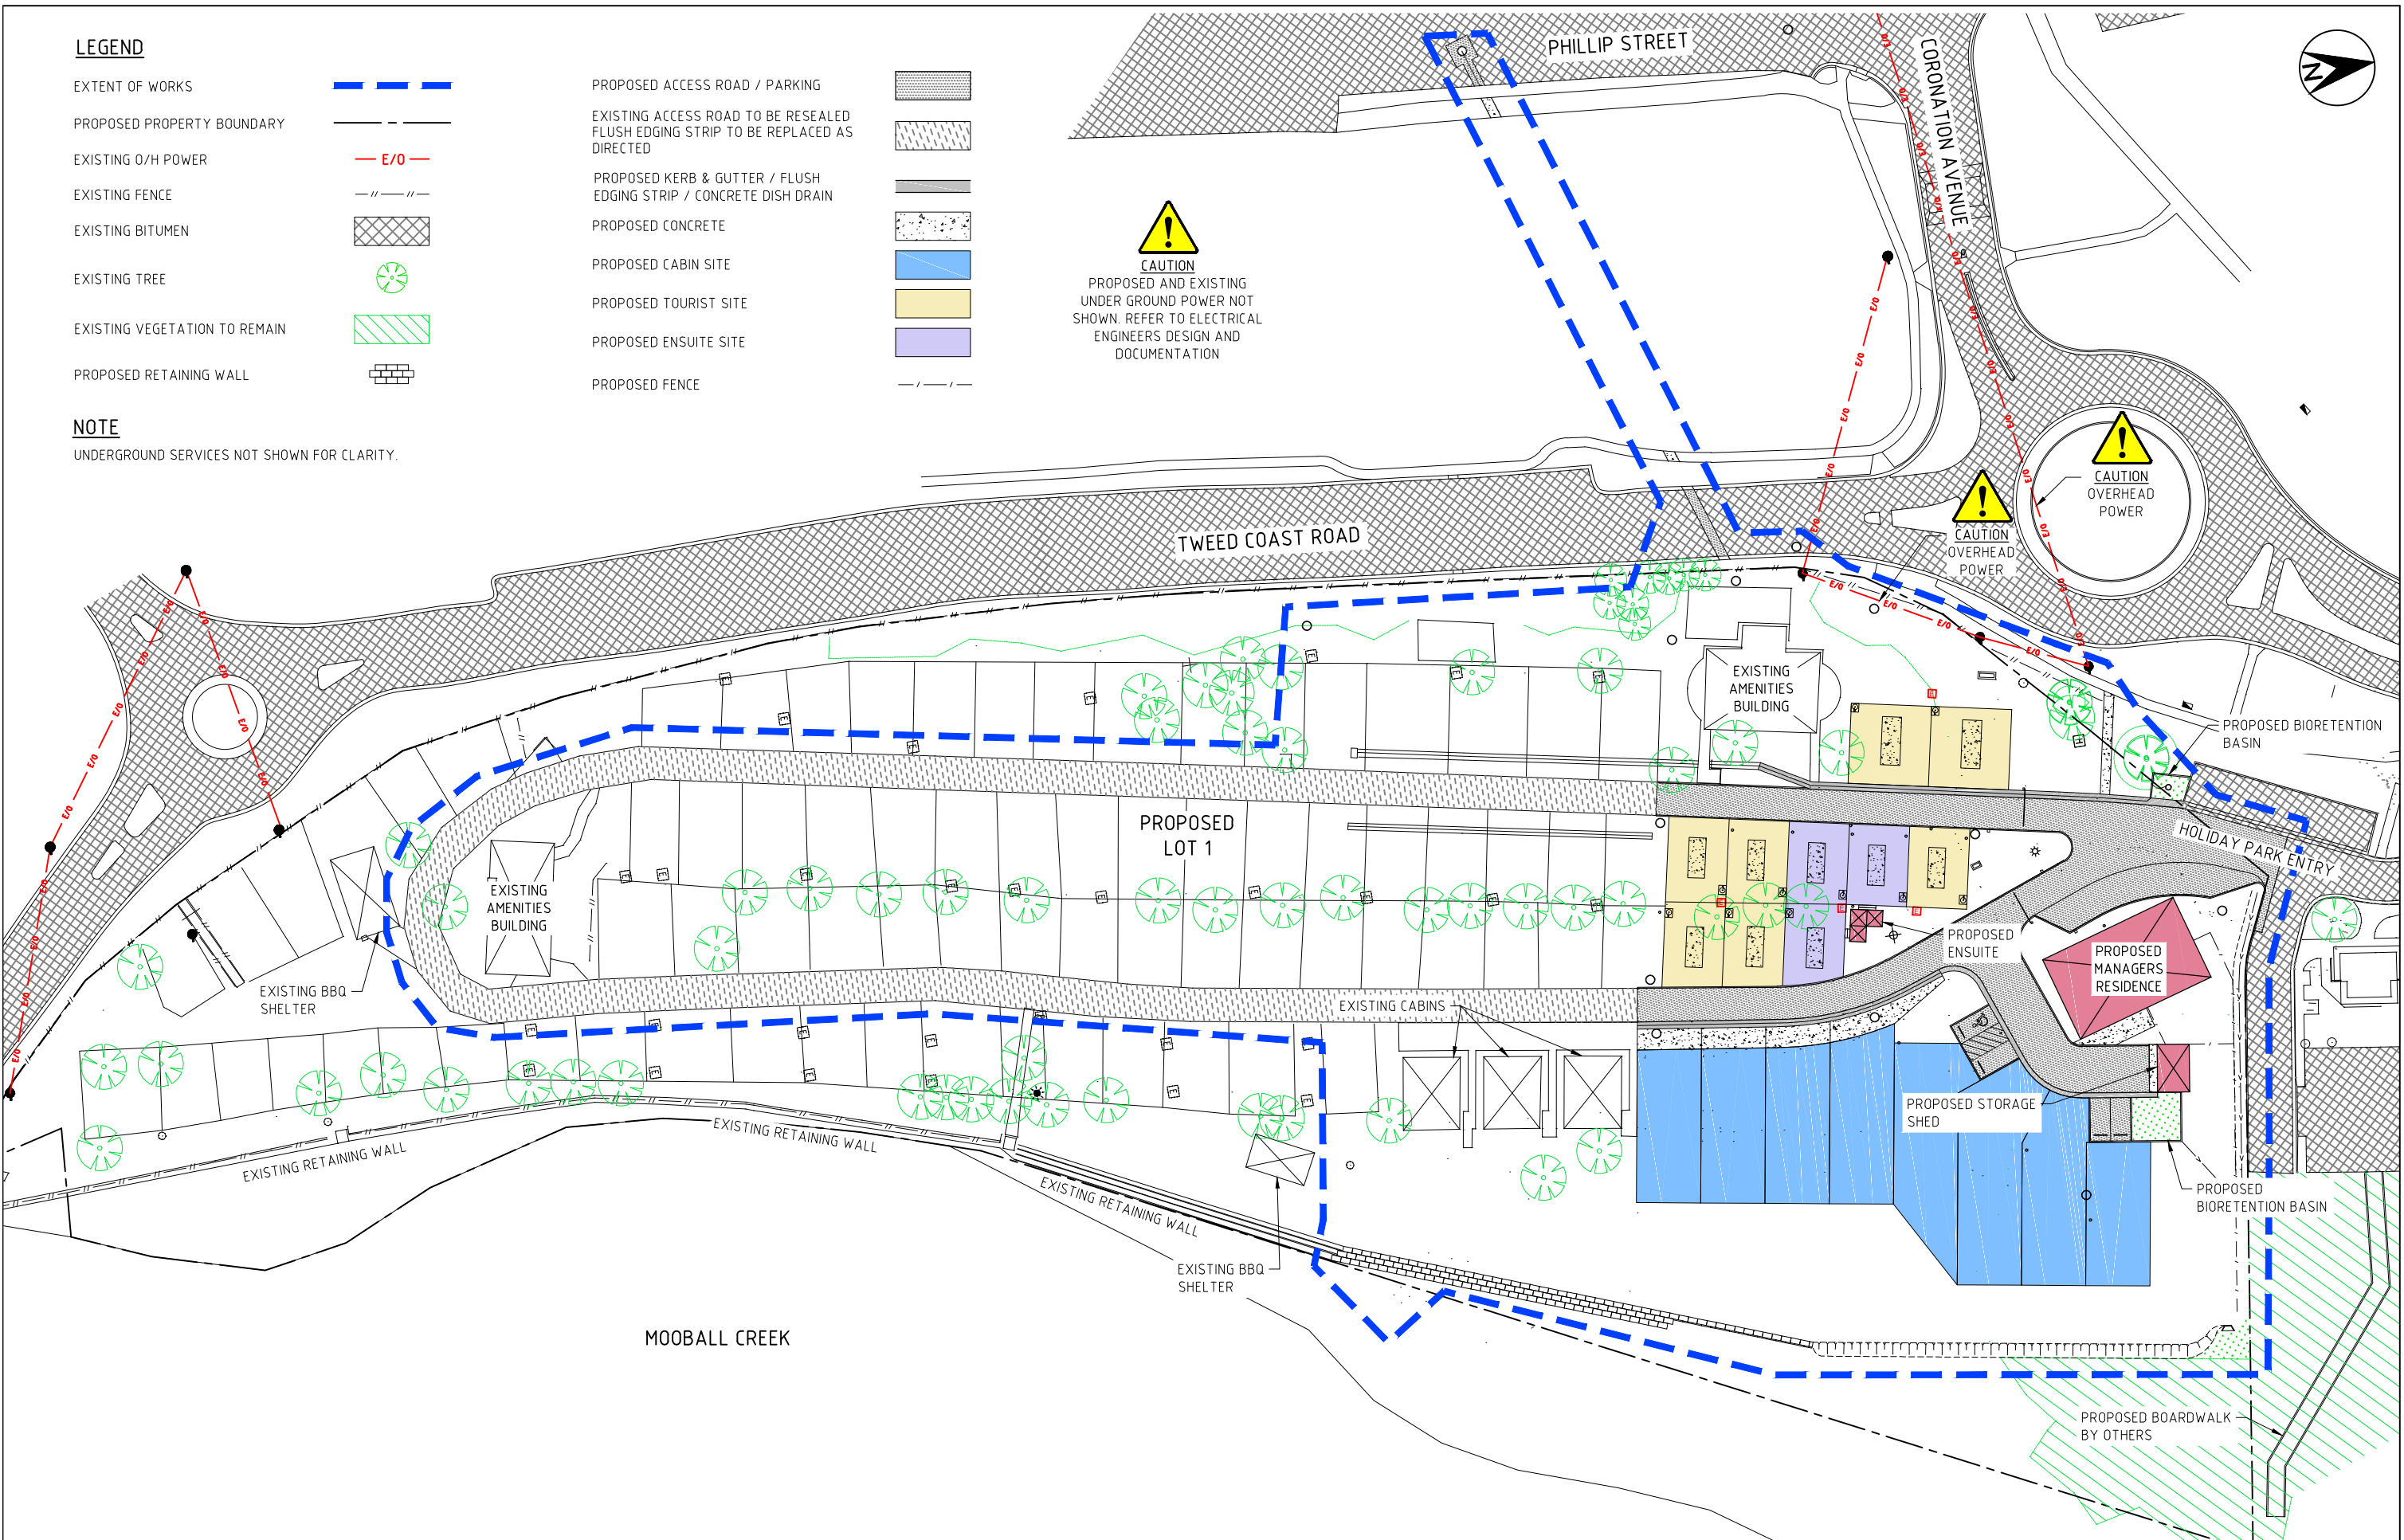 LEGEND
EXTENT OF WORKS
PROPOSED PROPERTY BOUNDARY
EXISTING O/H POWER
E/O
EXISTING FENCE
EXISTING BITUMEN
EXISTING TREE
EXISTING VEGETATION TO REMAIN
PROPOSED RETAINING WALL
PROPOSED ACCESS ROAD / PARKING
EXISTING ACCESS ROAD TO BE RESEALED
FLUSH EDGING STRIP TO BE REPLACED AS
DIRECTED
PROPOSED KERB & GUTTER / FLUSH
EDGING STRIP / CONCRETE DISH DRAIN
PROPOSED CONCRETE
PROPOSED CABIN SITE
PROPOSED TOURIST SITE
PROPOSED ENSUITE SITE
PROPOSED FENCE
NOTE
UNDERGROUND SERVICES NOT SHOWN FOR CLARITY.
CAUTION
PROPOSED AND EXISTING
UNDER GROUND POWER NOT
SHOWN. REFER TO ELECTRICAL
ENGINEERS DESIGN AND
DOCUMENTATION
PHILLIP STREET
CORONATION AVENUE
N
TWEED COAST ROAD
CAUTION
OVERHEAD
POWER
CAUTION
OVERHEAD
POWER
EXISTING
AMENITIES
BUILDING
PROPOSED BIORETENTION
BASIN
HOLIDAY PARK ENTRY
PROPOSED
LOT 1
EXISTING
AMENITIES
BUILDING
EXISTING BBQ
SHELTER
PROPOSED
ENSUITE
PROPOSED
MANAGERS
RESIDENCE
EXISTING CABINS
PROPOSED STORAGE
SHED
EXISTING RETAINING WALL
EXISTING RETAINING WALL
EXISTING RETAINING WALL
PROPOSED
BIORETENTION BASIN
EXISTING BBQ
SHELTER
MOOBALL CREEK
PROPOSED BOARDWALK
BY OTHERS